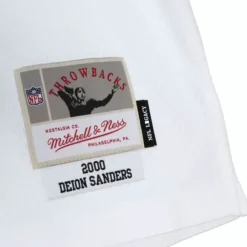 THROWBACKS
NFL
NOSTALGIA CO.
Mitchell & Ness
PHILADELPHIA, PA.
NFL LEGACY
2000
DEION SANDERS